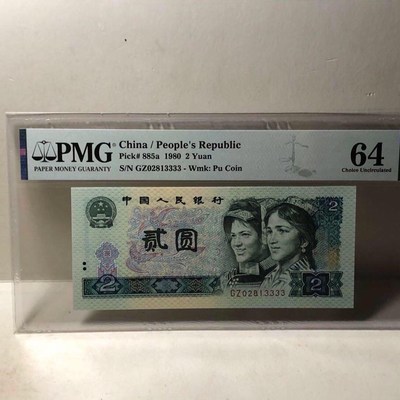 PMG
PAPER MONEY GUARANTY
China / People's Republic
Pick# 885a 1980 2 Yuan
S/N GZ02813333 - Wmk: Pu Coin
64
Choice Uncirculated
中国人民银行
2
贰圆
2
GZ02813333
2